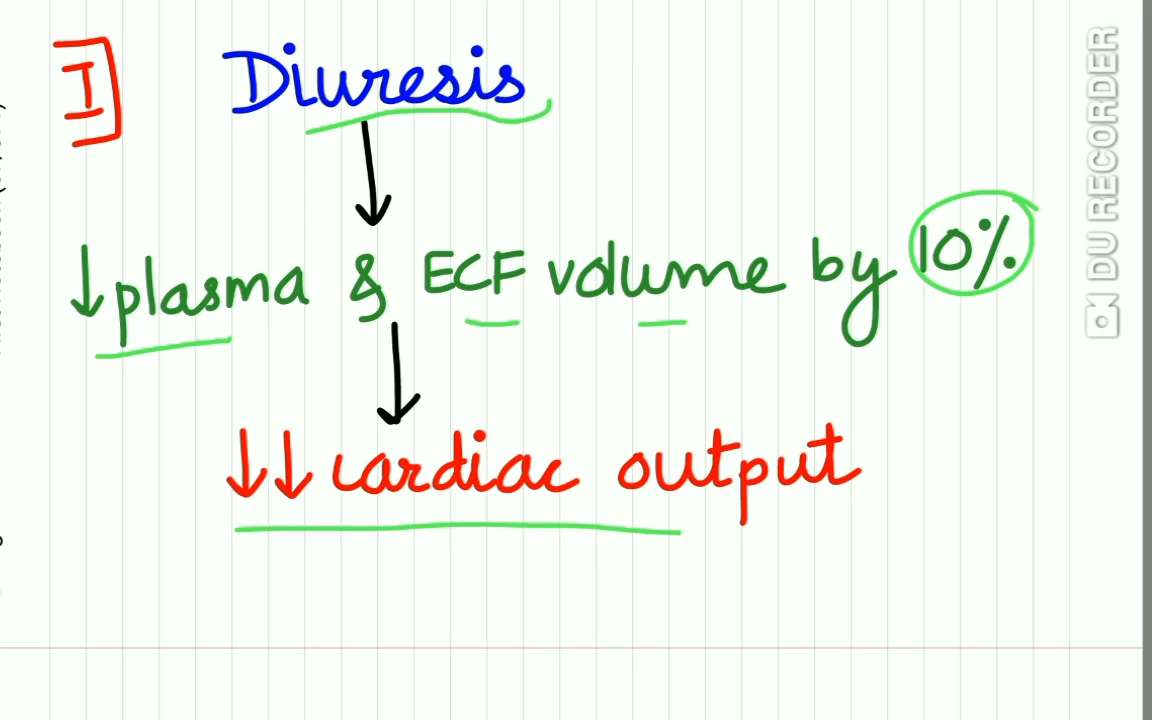 I]
Diuresis
↓plasma & ECF volume by 10%
↓↓cardiac output
DU RECORDER